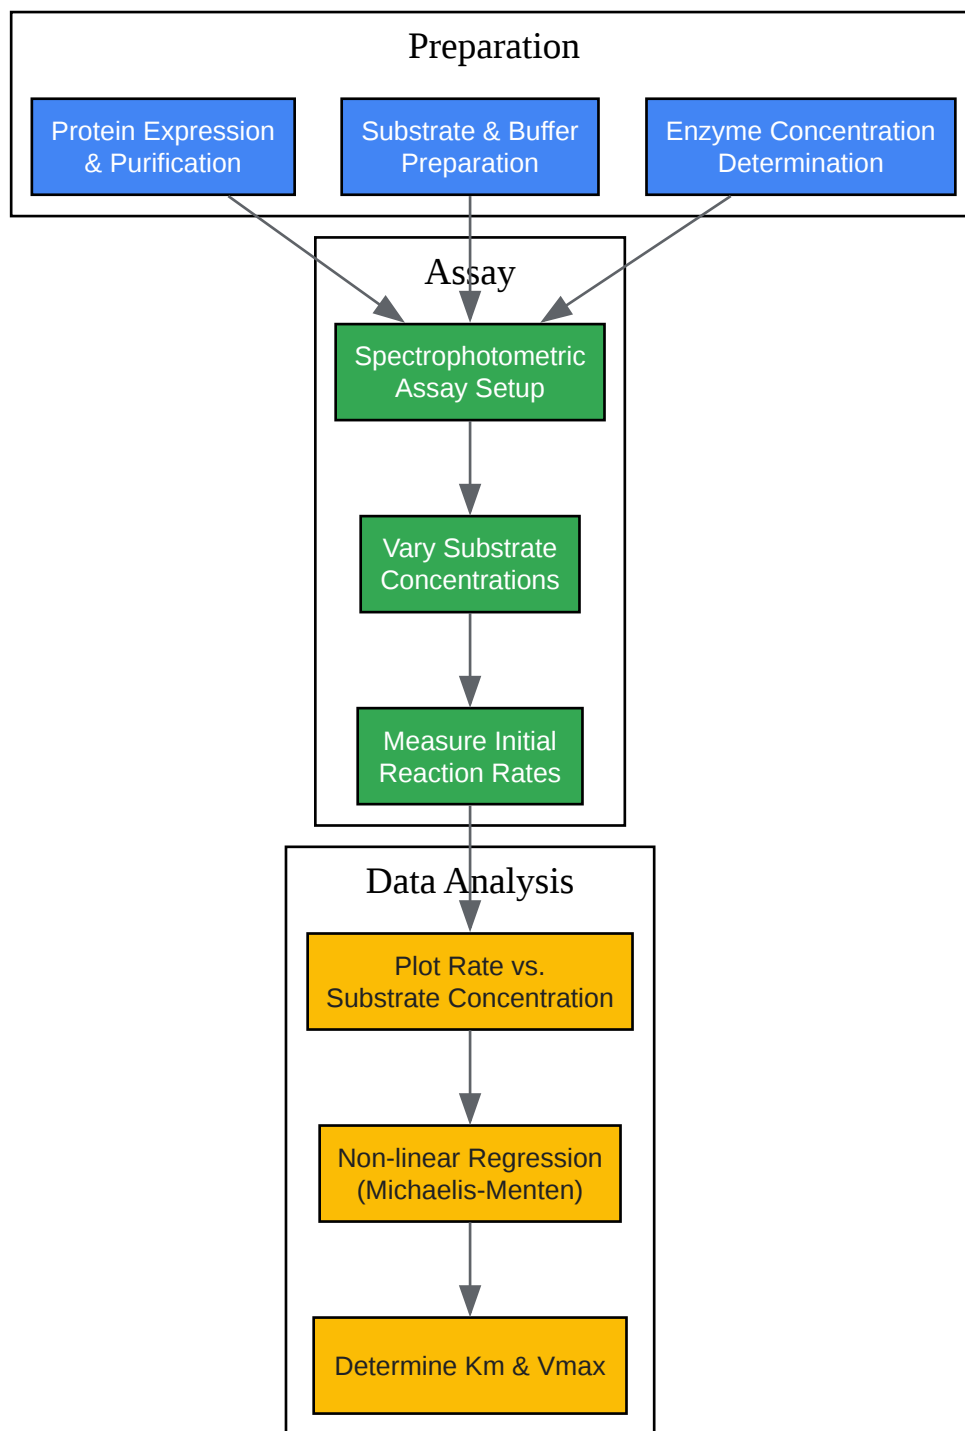 Preparation
Protein Expression
& Purification
Substrate & Buffer
Preparation
Enzyme Concentration
Determination
Assay
Spectrophotometric
Assay Setup
Vary Substrate
Concentrations
Measure Initial
Reaction Rates
Data Analysis
Plot Rate vs.
Substrate Concentration
Non-linear Regression
(Michaelis-Menten)
Determine Km & Vmax